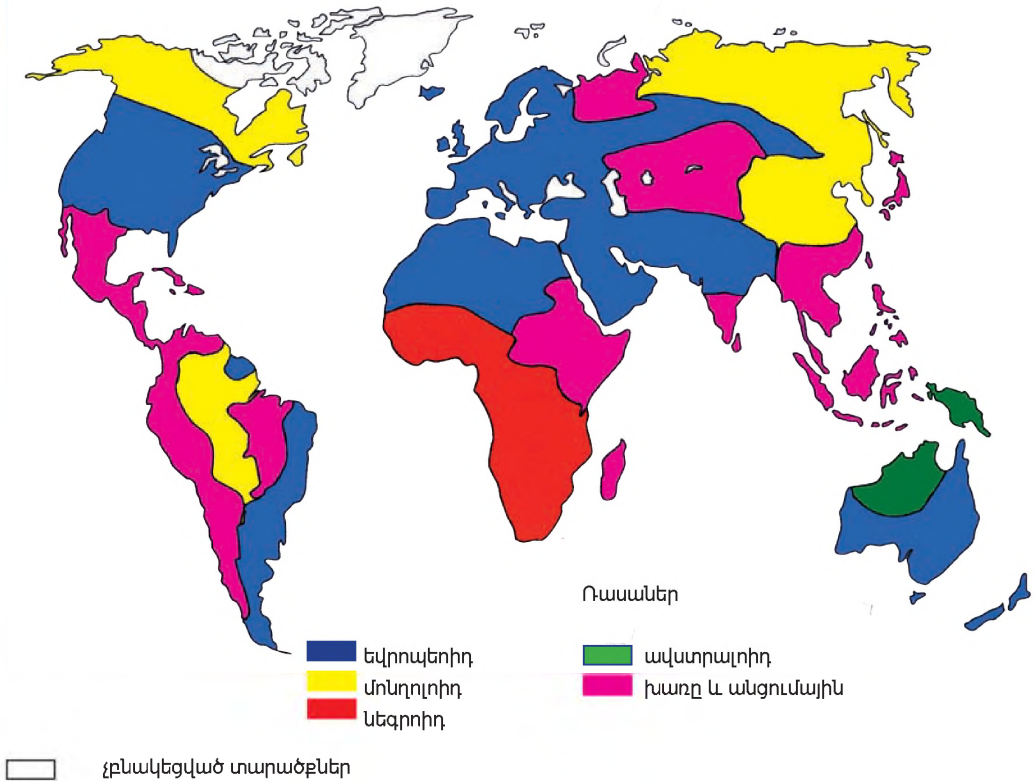 Ռասաներ
եվրոպեոիդ
մոնղոլոիդ
նեգրոիդ
ավստրալոիդ
խառը և անցումային
չբնակեցված տարածքներ